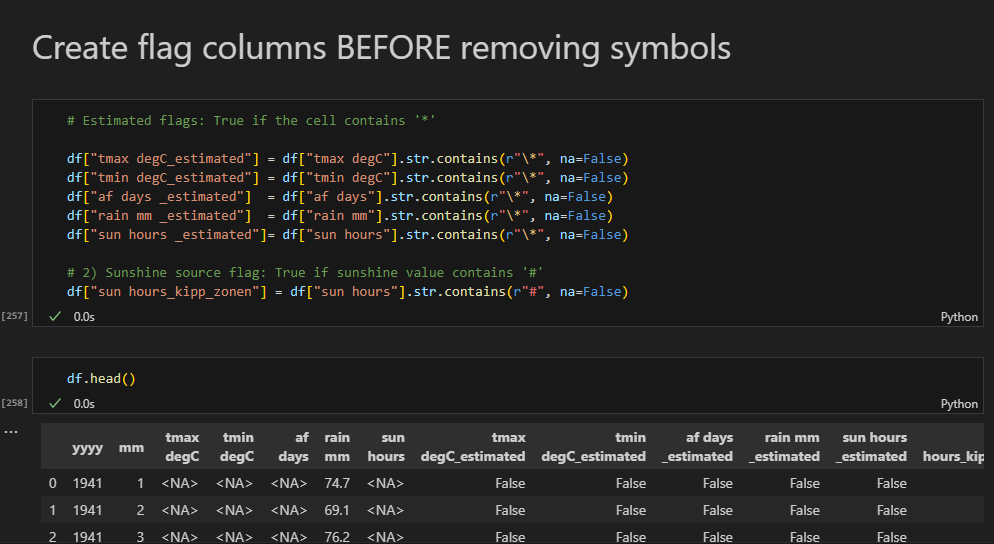 Create flag columns BEFORE removing symbols
# Estimated flags: True if the cell contains '*'
df["tmax degC_estimated"] = df["tmax degC"].str.contains(r"\*", na=False)
df["tmin degC_estimated"] = df["tmin degC"].str.contains(r"\*", na=False)
df["af days _estimated"]  = df["af days"].str.contains(r"\*", na=False)
df["rain mm _estimated"]  = df["rain mm"].str.contains(r"\*", na=False)
df["sun hours _estimated"]= df["sun hours"].str.contains(r"\*", na=False)
# 2) Sunshine source flag: True if sunshine value contains '#'
df["sun hours_kipp_zonen"] = df["sun hours"].str.contains(r"#", na=False)
[257] ✓ 0.0s Python
df.head()
[258] ✓ 0.0s Python
...
tmax tmin af rain sun tmax tmin af days rain mm sun hours
yyyy mm degC degC days mm hours degC_estimated degC_estimated _estimated _estimated _estimated hours_kip
0 1941 1 <NA> <NA> <NA> 74.7 <NA> False False False False False
1 1941 2 <NA> <NA> <NA> 69.1 <NA> False False False False False
2 1941 3 <NA> <NA> <NA> 76.2 <NA> False False False False False